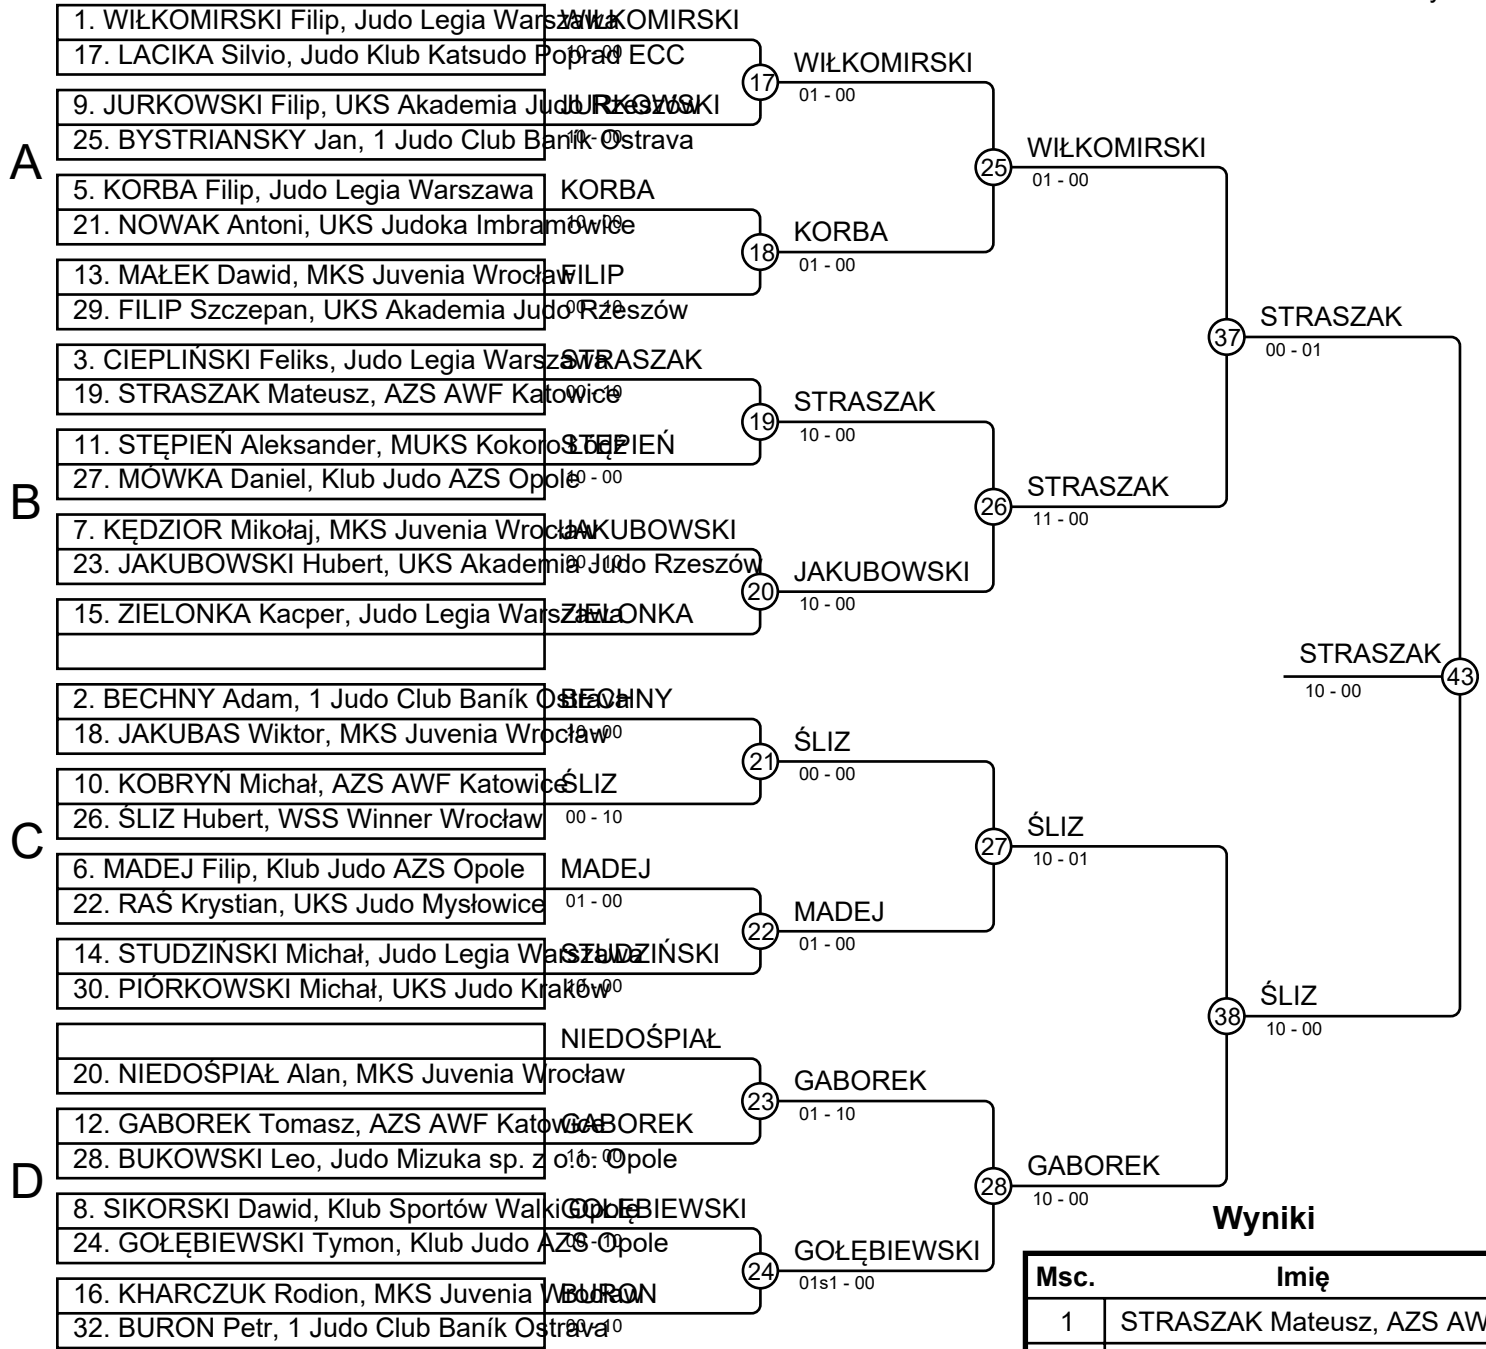 1. WIŁKOMIRSKI Filip, Judo Legia Warszawa
WIŁKOMIRSKI
17. LACIKA Silvio, Judo Klub Katsudo Poprad ECC
10 - 00
17
WIŁKOMIRSKI
01 - 00
9. JURKOWSKI Filip, UKS Akademia Judo Rzeszów
JURKOWSKI
25. BYSTRIANSKY Jan, 1 Judo Club Baník Ostrava
10 - 00
A
25
WIŁKOMIRSKI
01 - 00
5. KORBA Filip, Judo Legia Warszawa
KORBA
21. NOWAK Antoni, UKS Judoka Imbramowice
10 - 00
18
KORBA
01 - 00
13. MAŁEK Dawid, MKS Juvenia Wrocław
FILIP
29. FILIP Szczepan, UKS Akademia Judo Rzeszów
00 - 10
37
STRASZAK
00 - 01
3. CIEPLIŃSKI Feliks, Judo Legia Warszawa
STRASZAK
19. STRASZAK Mateusz, AZS AWF Katowice
00 - 10
19
STRASZAK
10 - 00
11. STĘPIEŃ Aleksander, MUKS Kokoro Łódź
STĘPIEŃ
27. MÓWKA Daniel, Klub Judo AZS Opole
10 - 00
B
26
STRASZAK
11 - 00
7. KĘDZIOR Mikołaj, MKS Juvenia Wrocław
JAKUBOWSKI
23. JAKUBOWSKI Hubert, UKS Akademia Judo Rzeszów
00 - 10
20
JAKUBOWSKI
10 - 00
15. ZIELONKA Kacper, Judo Legia Warszawa
ZIELONKA
STRASZAK
43
10 - 00
2. BECHNY Adam, 1 Judo Club Baník Ostrava
BECHNY
18. JAKUBAS Wiktor, MKS Juvenia Wrocław
10 - 00
21
ŚLIZ
00 - 00
10. KOBRYŃ Michał, AZS AWF Katowice
ŚLIZ
26. ŚLIZ Hubert, WSS Winner Wrocław
00 - 10
C
27
ŚLIZ
10 - 01
6. MADEJ Filip, Klub Judo AZS Opole
MADEJ
22. RAŚ Krystian, UKS Judo Mysłowice
01 - 00
22
MADEJ
01 - 00
14. STUDZIŃSKI Michał, Judo Legia Warszawa
STUDZIŃSKI
30. PIÓRKOWSKI Michał, UKS Judo Kraków
10 - 00
38
ŚLIZ
10 - 00
NIEDOŚPIAŁ
20. NIEDOŚPIAŁ Alan, MKS Juvenia Wrocław
23
GABOREK
01 - 10
12. GABOREK Tomasz, AZS AWF Katowice
GABOREK
28. BUKOWSKI Leo, Judo Mizuka sp. z o.o. Opole
11 - 00
D
28
GABOREK
10 - 00
8. SIKORSKI Dawid, Klub Sportów Walki Opole
GOŁĘBIEWSKI
24. GOŁĘBIEWSKI Tymon, Klub Judo AZS Opole
00 - 10
24
GOŁĘBIEWSKI
01s1 - 00
16. KHARCZUK Rodion, MKS Juvenia Wrocław
BURON
32. BURON Petr, 1 Judo Club Baník Ostrava
00 - 10
Wyniki
Msc. Imię
1 STRASZAK Mateusz, AZS AW